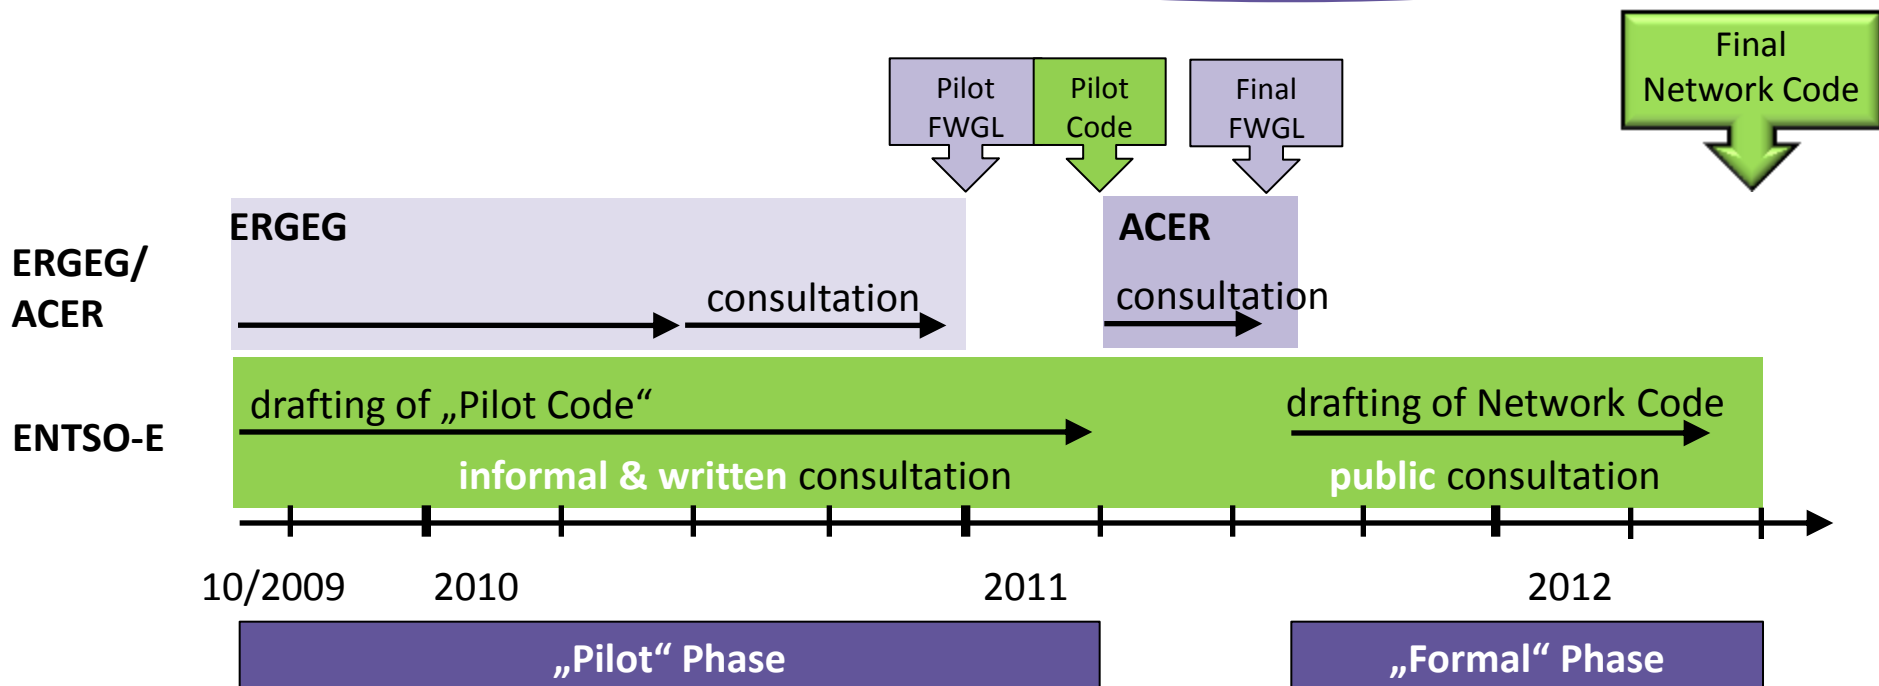 Final
Network Code
Pilot
FWGL
Pilot
Code
Final
FWGL
ERGEG/
ACER
ERGEG
consultation
ACER
consultation
ENTSO-E
drafting of „Pilot Code“
informal & written consultation
drafting of Network Code
public consultation
10/2009
2010
2011
2012
„Pilot“ Phase
„Formal“ Phase